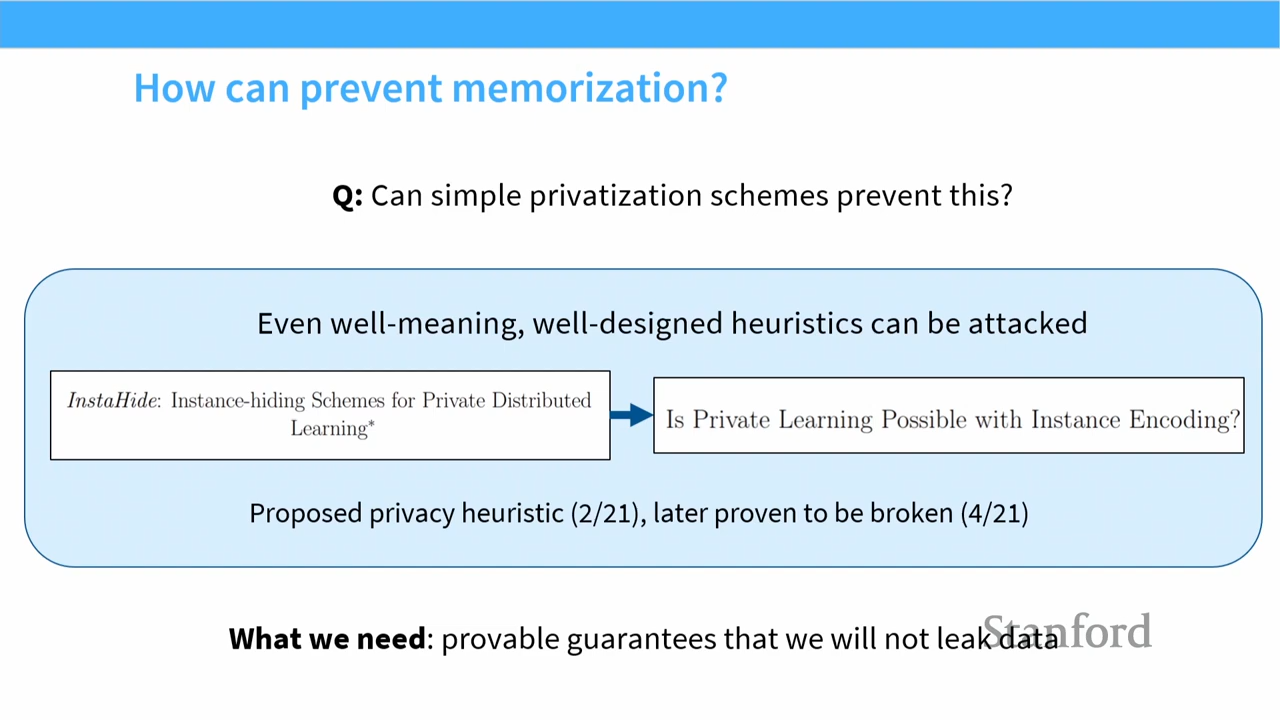 How can prevent memorization?
Q: Can simple privatization schemes prevent this?
Even well-meaning, well-designed heuristics can be attacked
InstaHide: Instance-hiding Schemes for Private Distributed
Learning*
Is Private Learning Possible with Instance Encoding?
Proposed privacy heuristic (2/21), later proven to be broken (4/21)
What we need: provable guarantees that we will not leak data
Stanford